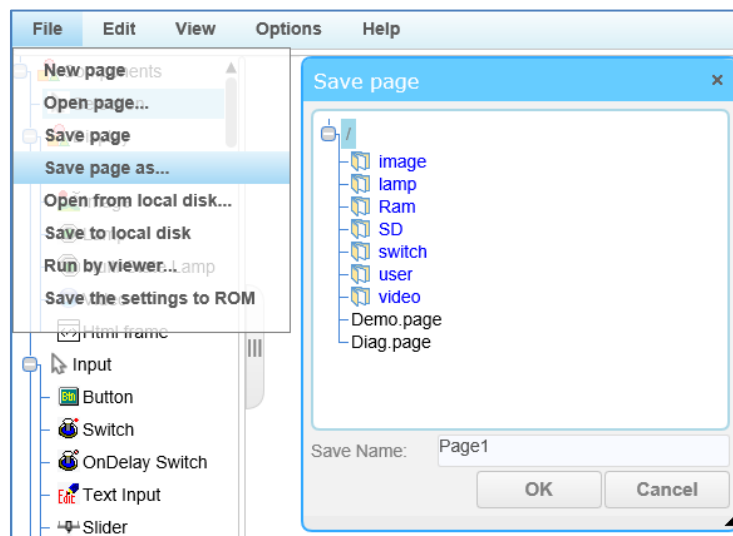 File Edit View Options Help
New page
Open page...
Save page
Save page as...
Open from local disk...
Save to local disk
Run by viewer...
Save the settings to ROM
Html frame
Input
Button
Switch
OnDelay Switch
Text Input
Slider
Save page ×
/
image
lamp
Ram
SD
switch
user
video
Demo.page
Diag.page
Save Name: Page1
OK Cancel